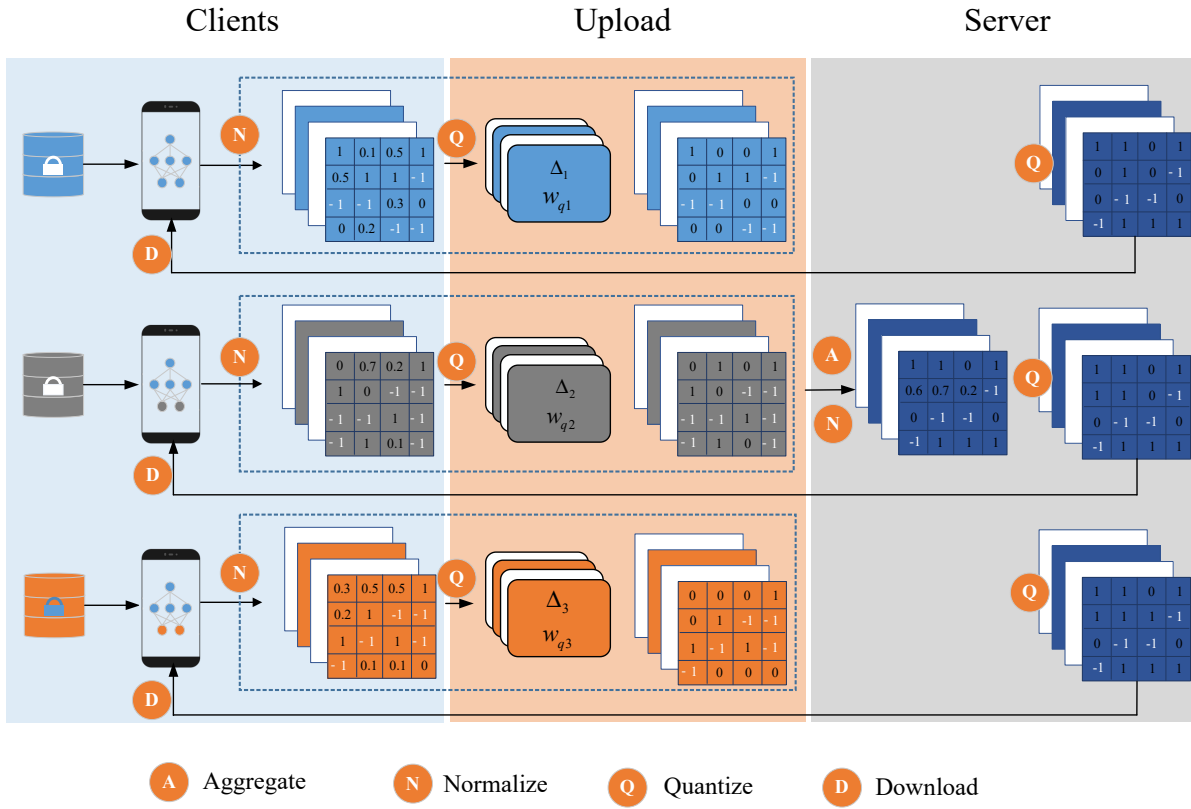 Clients Upload Server
N Q Q
1 0.1 0.5 1
0.5 1 1 -1
-1 -1 0.3 0
0 0.2 -1 -1
Δ1
wq1
1 0 0 1
0 1 1 -1
-1 -1 0 0
0 0 -1 -1
1 1 0 1
0 1 0 -1
0 -1 -1 0
-1 1 1 1
D
N Q A N Q
0 0.7 0.2 1
1 0 -1 -1
-1 -1 1 -1
-1 1 0.1 -1
Δ2
wq2
0 1 0 1
1 0 -1 -1
-1 -1 1 -1
-1 1 0 -1
1 1 0 1
0.6 0.7 0.2 -1
0 -1 -1 0
-1 1 1 1
1 1 0 1
1 1 0 -1
0 -1 -1 0
-1 1 1 1
D
N Q Q
0.3 0.5 0.5 1
0.2 1 -1 -1
1 -1 1 -1
-1 0.1 0.1 0
Δ3
wq3
0 0 0 1
0 1 -1 -1
1 -1 1 -1
-1 0 0 0
1 1 0 1
1 1 1 -1
0 -1 -1 0
-1 1 1 1
D
A Aggregate N Normalize Q Quantize D Download